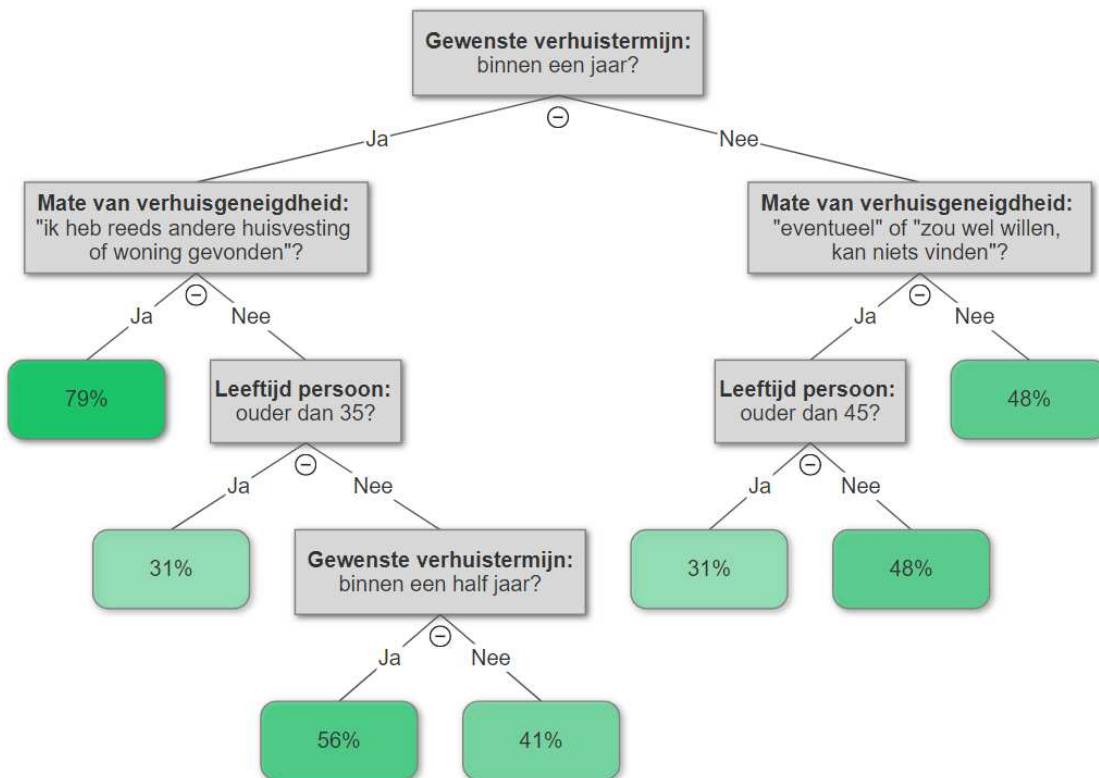 Gewenste verhuistermijn:
binnen een jaar?
Ja
Nee
Mate van verhuisgeneigdheid:
"ik heb reeds andere huisvesting
of woning gevonden"?
Mate van verhuisgeneigdheid:
"eventueel" of "zou wel willen,
kan niets vinden"?
Ja
Nee
Ja
Nee
79%
Leeftijd persoon:
ouder dan 35?
Leeftijd persoon:
ouder dan 45?
48%
Ja
Nee
Ja
Nee
31%
Gewenste verhuistermijn:
binnen een half jaar?
31%
48%
Ja
Nee
56%
41%